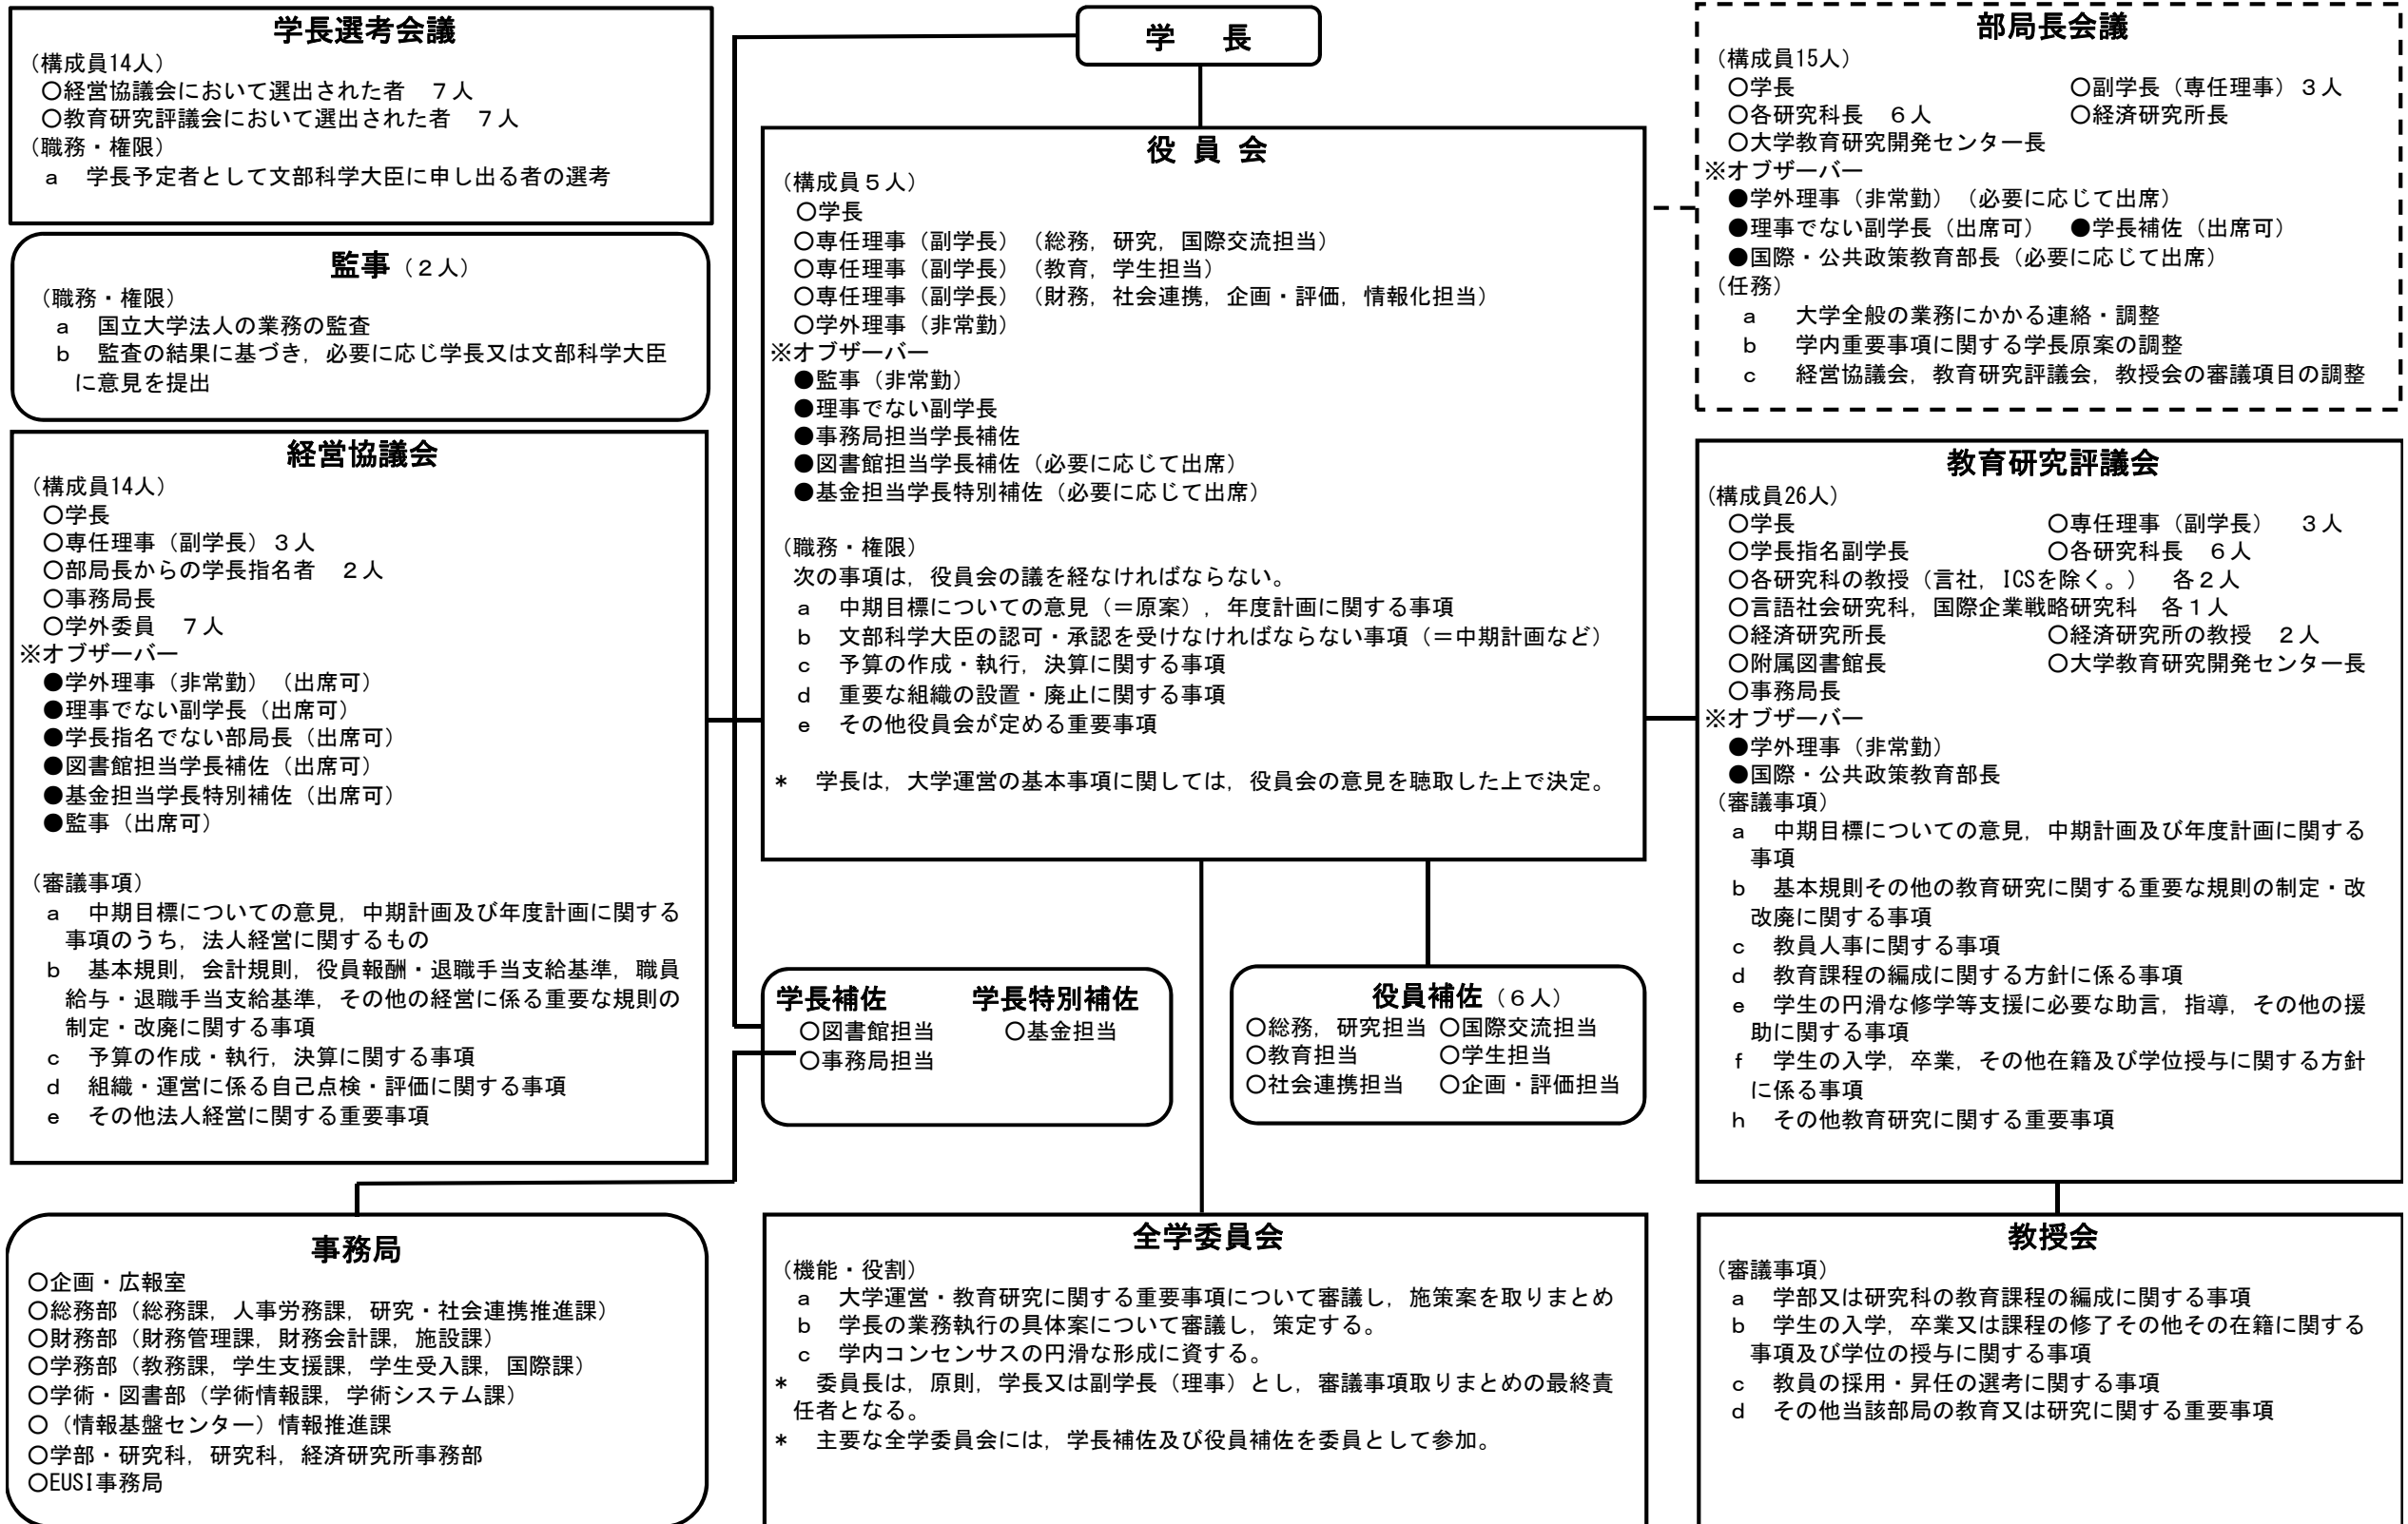 学長選考会議
（構成員14人）
○経営協議会において選出された者　７人
○教育研究評議会において選出された者　７人
（職務・権限）
ａ　学長予定者として文部科学大臣に申し出る者の選考
監事（２人）
（職務・権限）
ａ　国立大学法人の業務の監査
ｂ　監査の結果に基づき，必要に応じ学長又は文部科学大臣
に意見を提出
経営協議会
（構成員14人）
○学長
○専任理事（副学長）３人
○部局長からの学長指名者　２人
○事務局長
○学外委員　７人
※オブザーバー
●学外理事（非常勤）（出席可）
●理事でない副学長（出席可）
●学長指名でない部局長（出席可）
●図書館担当学長補佐（出席可）
●基金担当学長特別補佐（出席可）
●監事（出席可）
（審議事項）
ａ　中期目標についての意見，中期計画及び年度計画に関する
事項のうち，法人経営に関するもの
ｂ　基本規則，会計規則，役員報酬・退職手当支給基準，職員
給与・退職手当支給基準，その他の経営に係る重要な規則の
制定・改廃に関する事項
ｃ　予算の作成・執行，決算に関する事項
ｄ　組織・運営に係る自己点検・評価に関する事項
ｅ　その他法人経営に関する重要事項
事務局
○企画・広報室
○総務部（総務課，人事労務課，研究・社会連携推進課）
○財務部（財務管理課，財務会計課，施設課）
○学務部（教務課，学生支援課，学生受入課，国際課）
○学術・図書部（学術情報課，学術システム課）
○（情報基盤センター）情報推進課
○学部・研究科，研究科，経済研究所事務部
○EUSI事務局
学　長
役 員 会
（構成員５人）
○学長
○専任理事（副学長）（総務，研究，国際交流担当）
○専任理事（副学長）（教育，学生担当）
○専任理事（副学長）（財務，社会連携，企画・評価，情報化担当）
○学外理事（非常勤）
※オブザーバー
●監事（非常勤）
●理事でない副学長
●事務局担当学長補佐
●図書館担当学長補佐（必要に応じて出席）
●基金担当学長特別補佐（必要に応じて出席）
（職務・権限）
次の事項は，役員会の議を経なければならない。
ａ　中期目標についての意見（＝原案），年度計画に関する事項
ｂ　文部科学大臣の認可・承認を受けなければならない事項（＝中期計画など）
ｃ　予算の作成・執行，決算に関する事項
ｄ　重要な組織の設置・廃止に関する事項
ｅ　その他役員会が定める重要事項
*　学長は，大学運営の基本事項に関しては，役員会の意見を聴取した上で決定。
学長補佐　学長特別補佐
○図書館担当　○基金担当
○事務局担当
役員補佐（６人）
○総務，研究担当 ○国際交流担当
○教育担当　○学生担当
○社会連携担当　○企画・評価担当
全学委員会
（機能・役割）
ａ　大学運営・教育研究に関する重要事項について審議し，施策案を取りまとめ
ｂ　学長の業務執行の具体案について審議し，策定する。
ｃ　学内コンセンサスの円滑な形成に資する。
*　委員長は，原則，学長又は副学長（理事）とし，審議事項取りまとめの最終責
任者となる。
*　主要な全学委員会には，学長補佐及び役員補佐を委員として参加。
部局長会議
（構成員15人）
○学長　○副学長（専任理事）３人
○各研究科長　６人　○経済研究所長
○大学教育研究開発センター長
※オブザーバー
●学外理事（非常勤）（必要に応じて出席）
●理事でない副学長（出席可）　●学長補佐（出席可）
●国際・公共政策教育部長（必要に応じて出席）
（任務）
ａ　大学全般の業務にかかる連絡・調整
ｂ　学内重要事項に関する学長原案の調整
ｃ　経営協議会，教育研究評議会，教授会の審議項目の調整
教育研究評議会
（構成員26人）
○学長　○専任理事（副学長）　３人
○学長指名副学長　○各研究科長　６人
○各研究科の教授（言社，ICSを除く。）　各２人
○言語社会研究科，国際企業戦略研究科　各１人
○経済研究所長　○経済研究所の教授　２人
○附属図書館長　○大学教育研究開発センター長
○事務局長
※オブザーバー
●学外理事（非常勤）
●国際・公共政策教育部長
（審議事項）
ａ　中期目標についての意見，中期計画及び年度計画に関する
事項
ｂ　基本規則その他の教育研究に関する重要な規則の制定・改
改廃に関する事項
ｃ　教員人事に関する事項
ｄ　教育課程の編成に関する方針に係る事項
ｅ　学生の円滑な修学等支援に必要な助言，指導，その他の援
助に関する事項
ｆ　学生の入学，卒業，その他在籍及び学位授与に関する方針
に係る事項
ｈ　その他教育研究に関する重要事項
教授会
（審議事項）
ａ　学部又は研究科の教育課程の編成に関する事項
ｂ　学生の入学，卒業又は課程の修了その他その在籍に関する
事項及び学位の授与に関する事項
ｃ　教員の採用・昇任の選考に関する事項
ｄ　その他当該部局の教育又は研究に関する重要事項